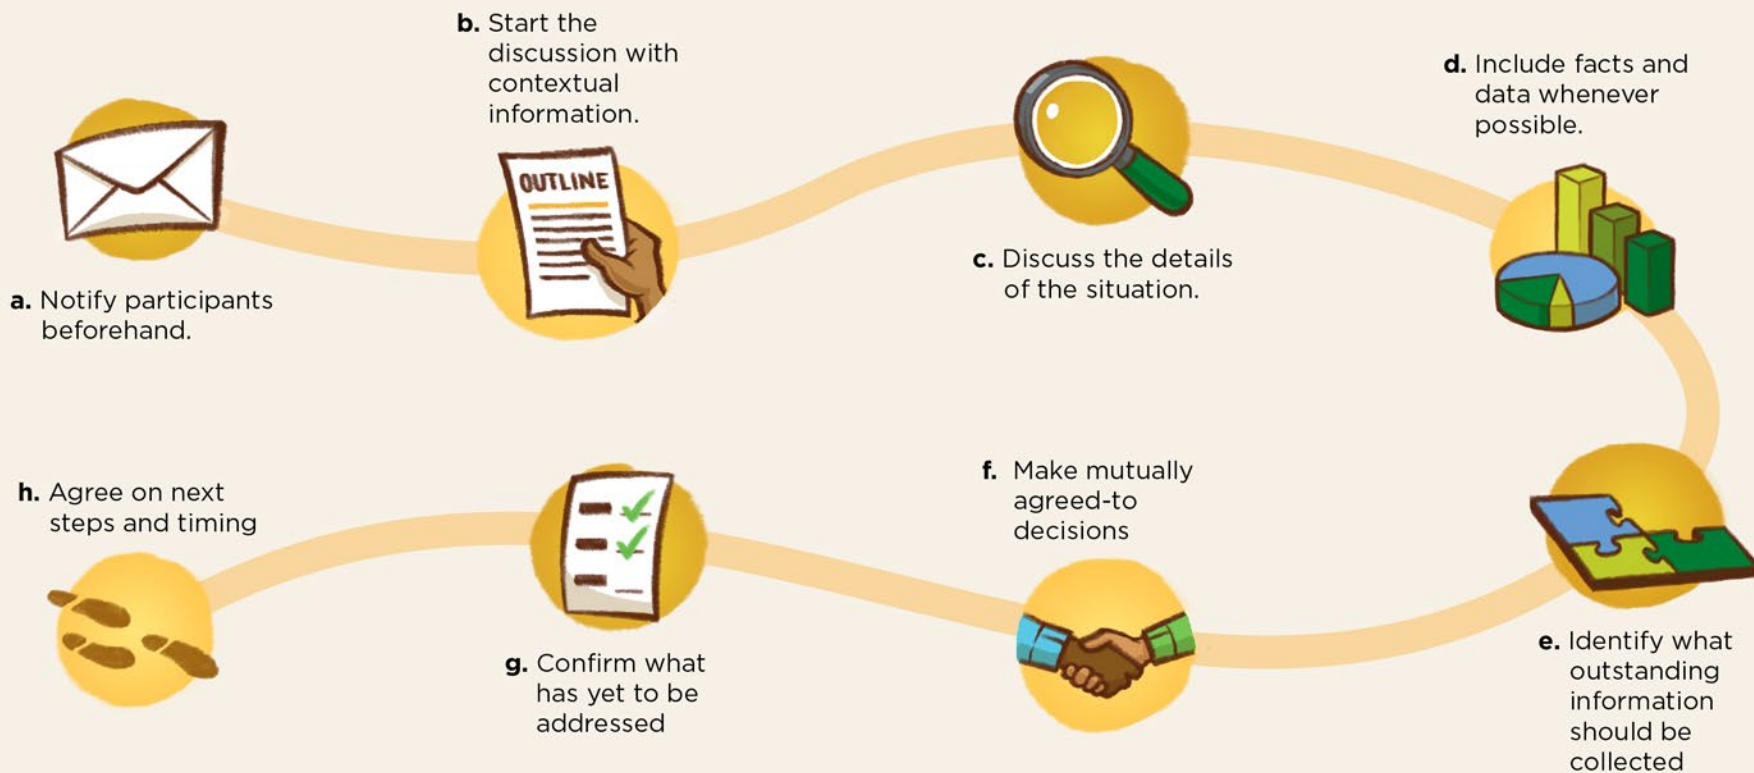 a. Notify participants
beforehand.
b. Start the
discussion with
contextual
information.
OUTLINE
c. Discuss the details
of the situation.
d. Include facts and
data whenever
possible.
e. Identify what
outstanding
information
should be
collected
f. Make mutually
agreed-to
decisions
g. Confirm what
has yet to be
addressed
h. Agree on next
steps and timing